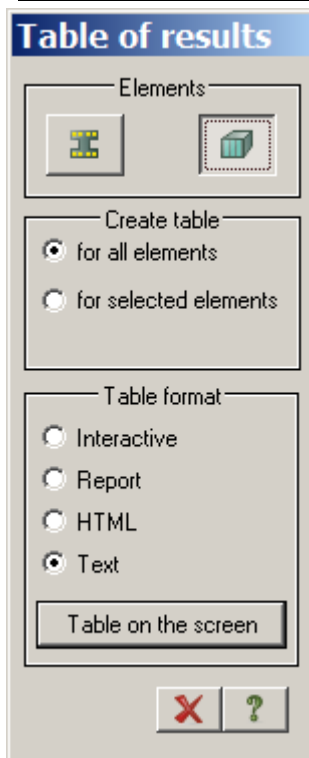 Table of results
Elements
Create table
for all elements
for selected elements
Table format
Interactive
Report
HTML
Text
Table on the screen
?